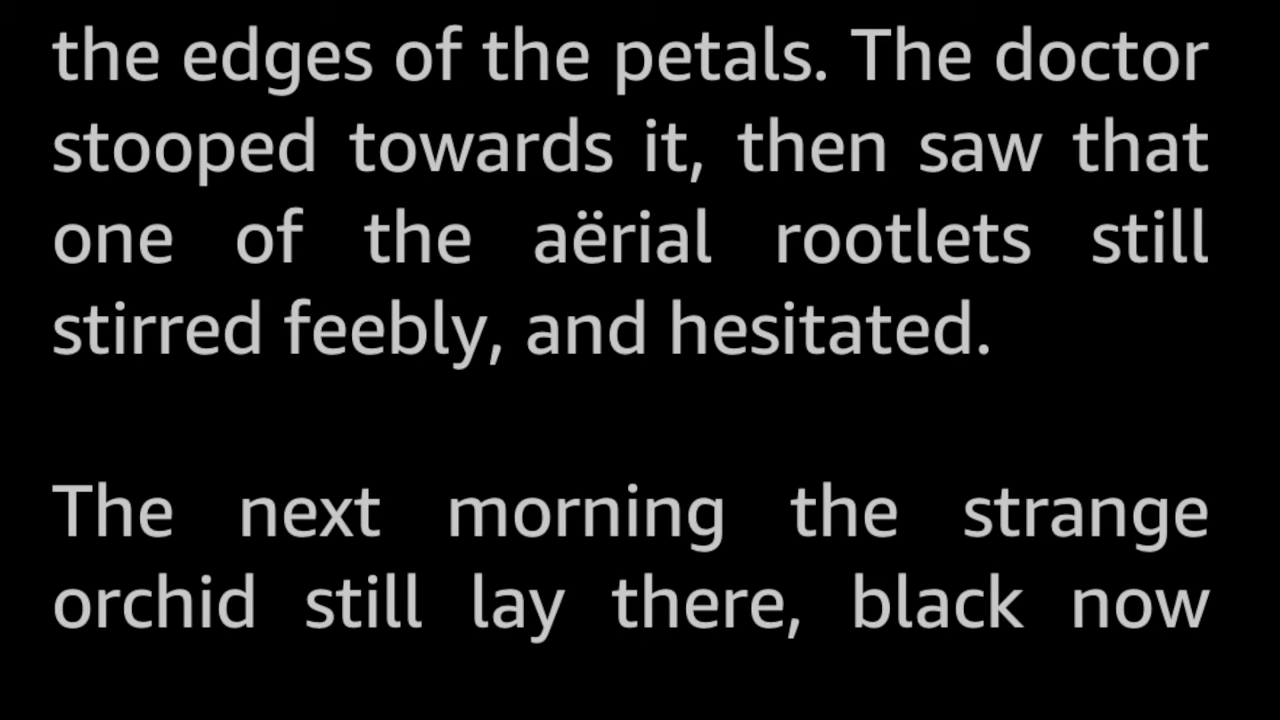 the edges of the petals. The doctor
stooped towards it, then saw that
one of the aërial rootlets still
stirred feebly, and hesitated.
The next morning the strange
orchid still lay there, black now